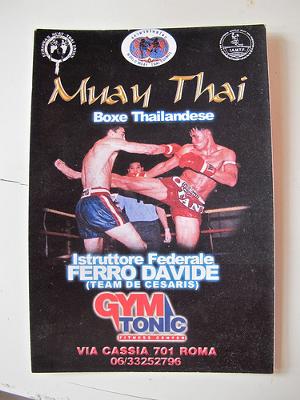 I.A.M.T.F.
Muay Thai
Boxe Thailandese
Istruttore Federale
FERRO DAVIDE
(TEAM DE CESARIS)
GYM
TONIC
FITNESS CENTER
VIA CASSIA 701 ROMA
06/33252796